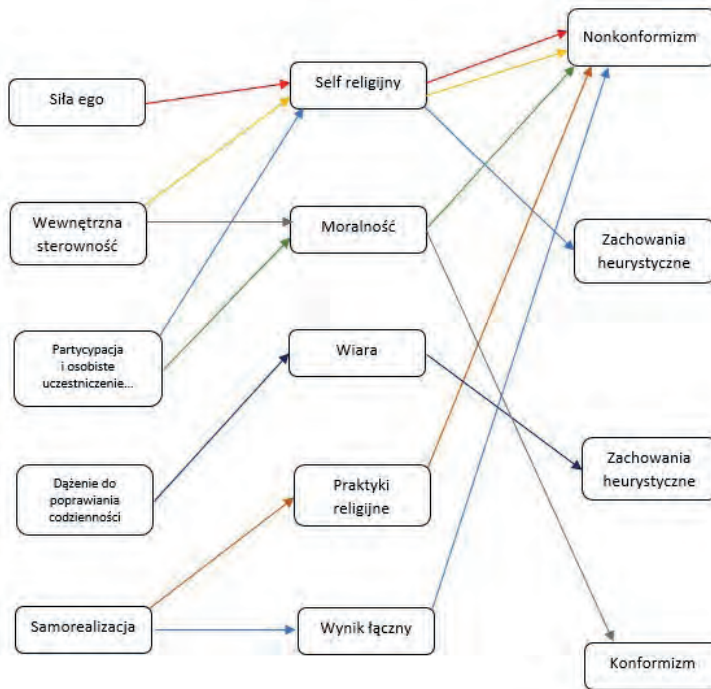 Siła ego
Wewnętrzna
sterowność
Partycypacja
i osobiste
uczestniczenie...
Dążenie do
poprawiania
codzienności
Samorealizacja
Self religijny
Moralność
Wiara
Praktyki
religijne
Wynik łączny
Nonkonformizm
Zachowania
heurystyczne
Zachowania
heurystyczne
Konformizm